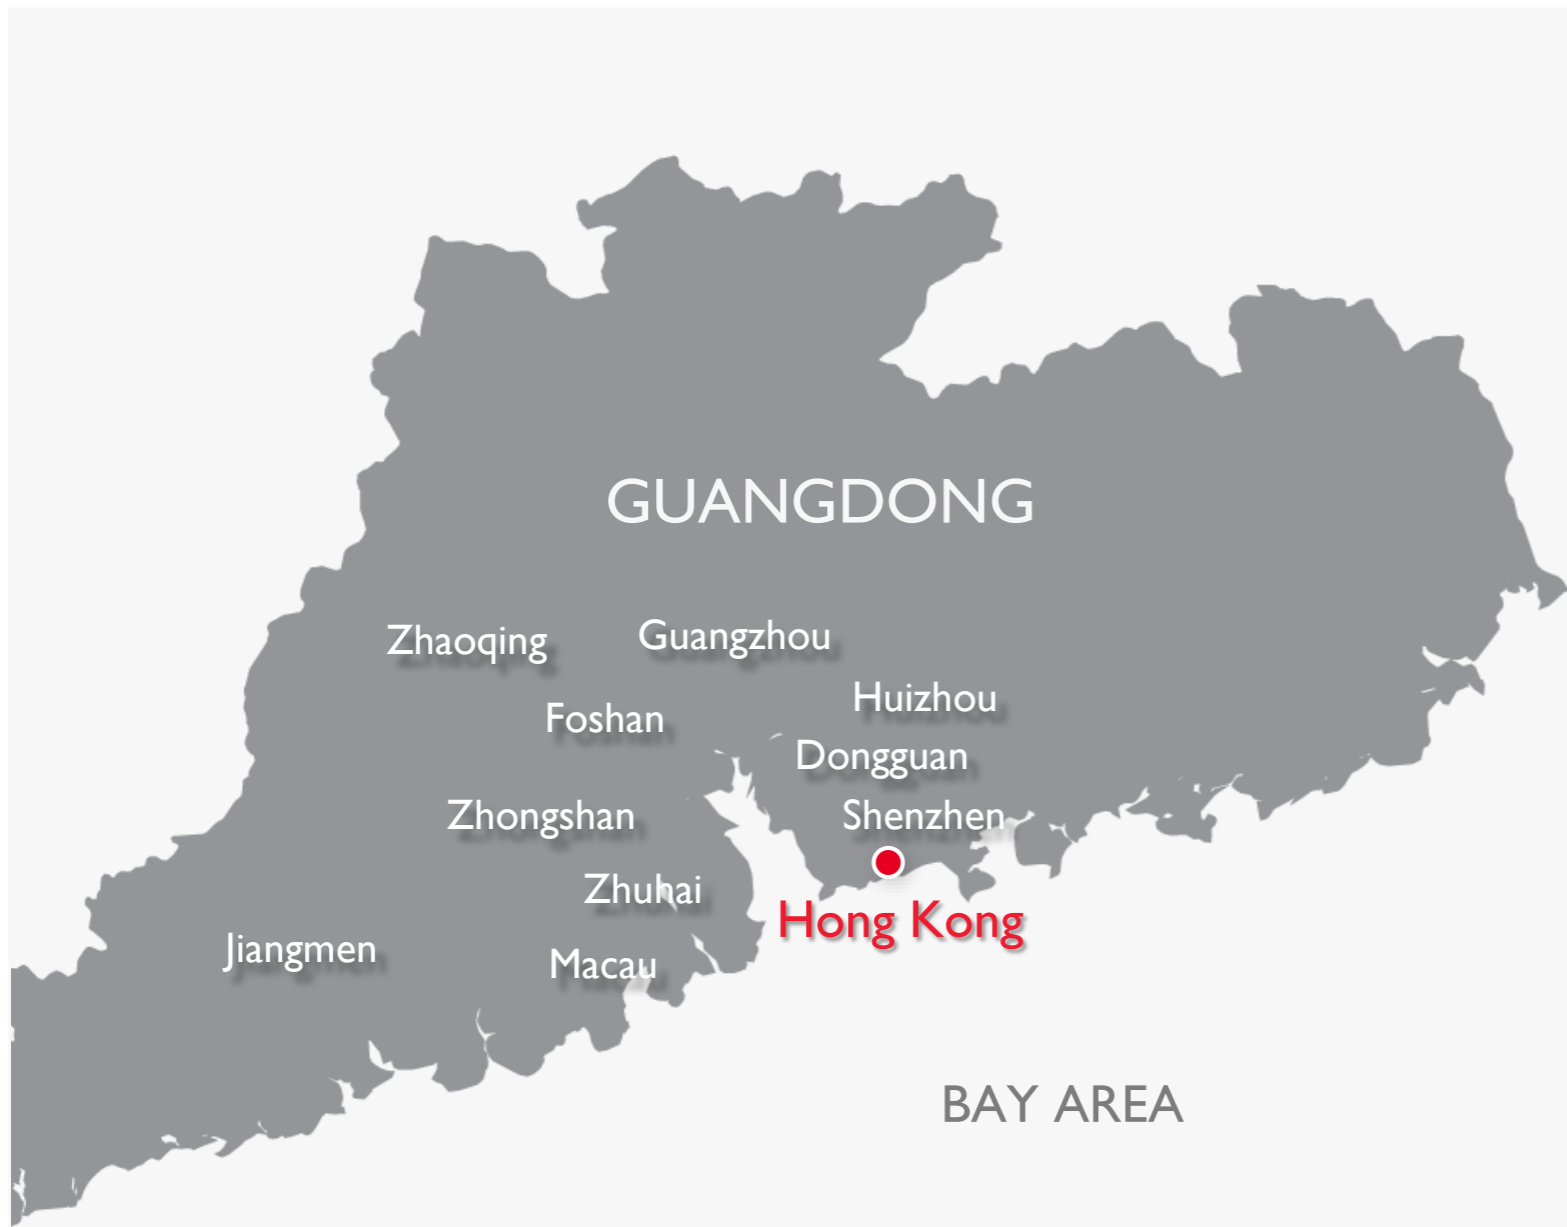 GUANGDONG
Zhaoqing
Guangzhou
Huizhou
Foshan
Dongguan
Zhongshan
Shenzhen
Zhuhai
Hong Kong
Jiangmen
Macau
BAY AREA